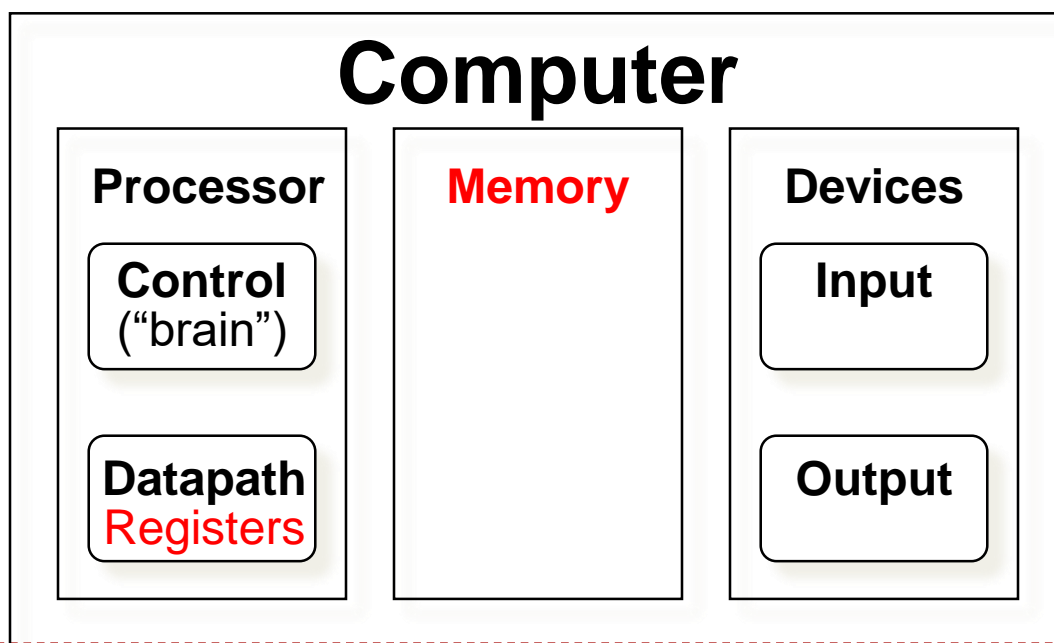 Computer
Processor
Control
(“brain”)
Datapath
Registers
Memory
Devices
Input
Output